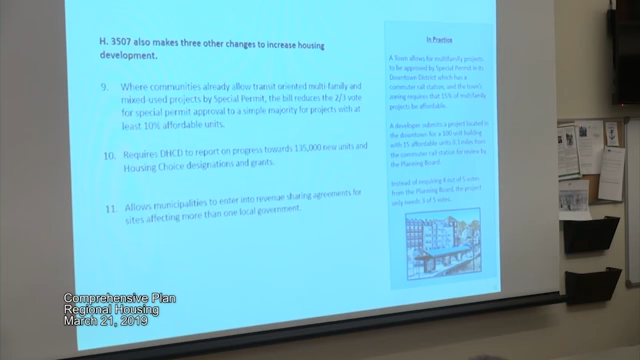 H. 3507 also makes three other changes to increase housing
development.
9. Where communities already allow transit oriented multi-family and
mixed-used projects by Special Permit, the bill reduces the 2/3 vote
for special permit approval to a simple majority for projects with at
least 10% affordable units.
10. Requires DHCD to report on progress towards 135,000 new units and
Housing Choice designations and grants.
11. Allows municipalities to enter into revenue sharing agreements for
sites affecting more than one local government.
In Practice
A Town allows for multifamily projects
to be approved by Special Permit in its
Downtown District which has a
commuter rail station, and the town's
zoning requires that 15% of multifamily
projects be affordable.
A developer submits a project located in
the downtown for a 100 unit building
with 15 affordable units 0.3 miles from
the commuter rail station for review by
the Planning Board.
Instead of requiring 4 out of 5 votes
from the Planning Board, the project
only needs 3 of 5 votes.
Comprehensive Plan
Regional Housing
March 21, 2019